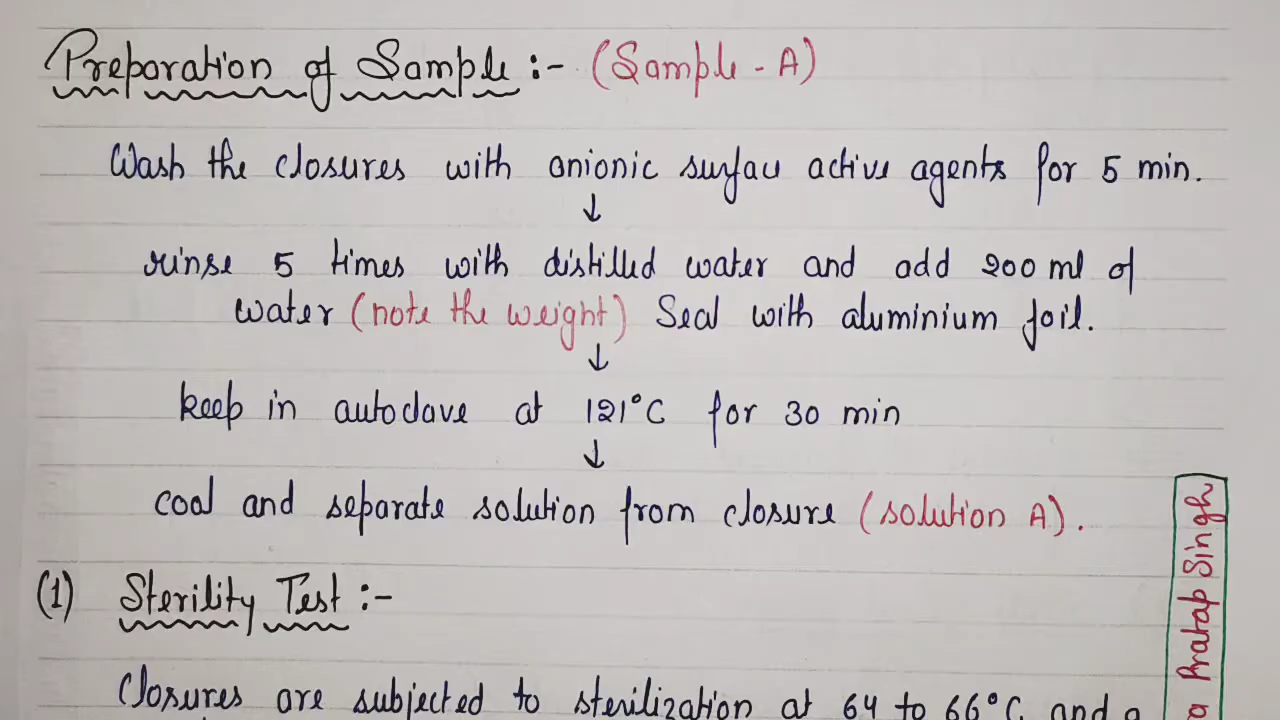 Preparation of Sample :- (Sample - A)
Wash the closures with anionic surface active agents for 5 min.
↓
rinse 5 times with distilled water and add 200 ml of
water (note the weight) Seal with aluminium foil.
↓
keep in autoclave at 121°C for 30 min
↓
cool and separate solution from closure (solution A).
(1) Sterility Test :-
Closures are subjected to sterilization at 64 to 66°C and a
Pratap Singh